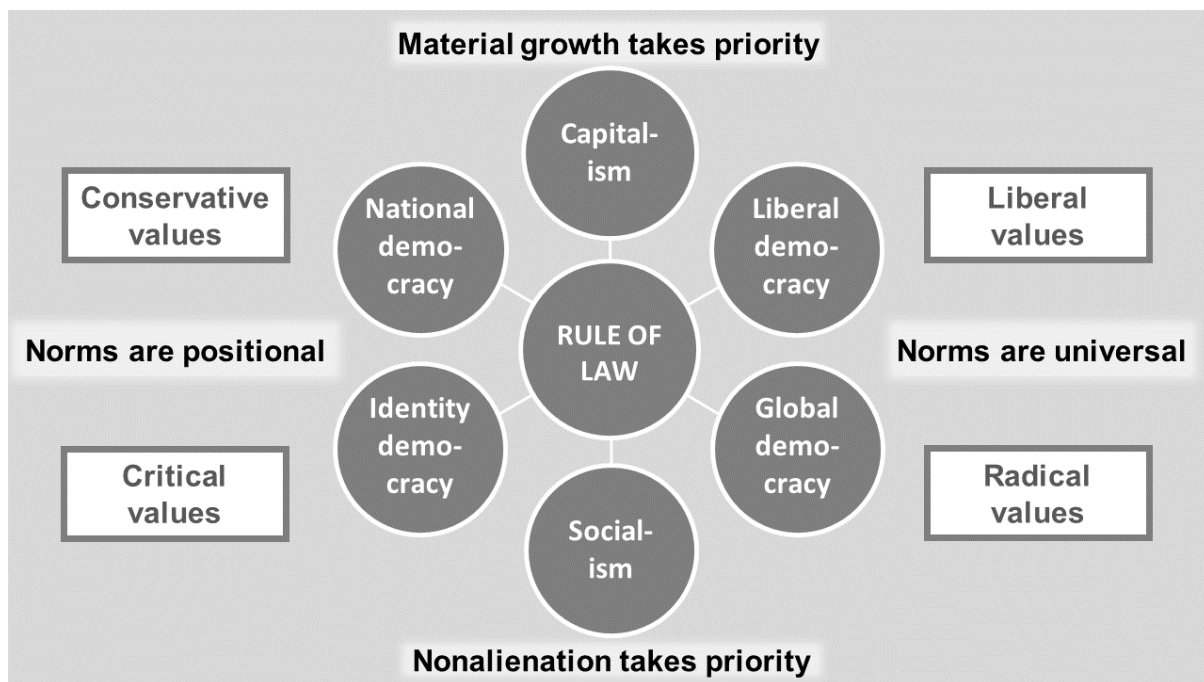 Material growth takes priority
Capital-
ism
Conservative
values
National
demo-
cracy
Liberal
demo-
cracy
Liberal
values
Norms are positional
RULE OF
LAW
Norms are universal
Critical
values
Identity
demo-
cracy
Global
demo-
cracy
Radical
values
Social-
ism
Nonalienation takes priority